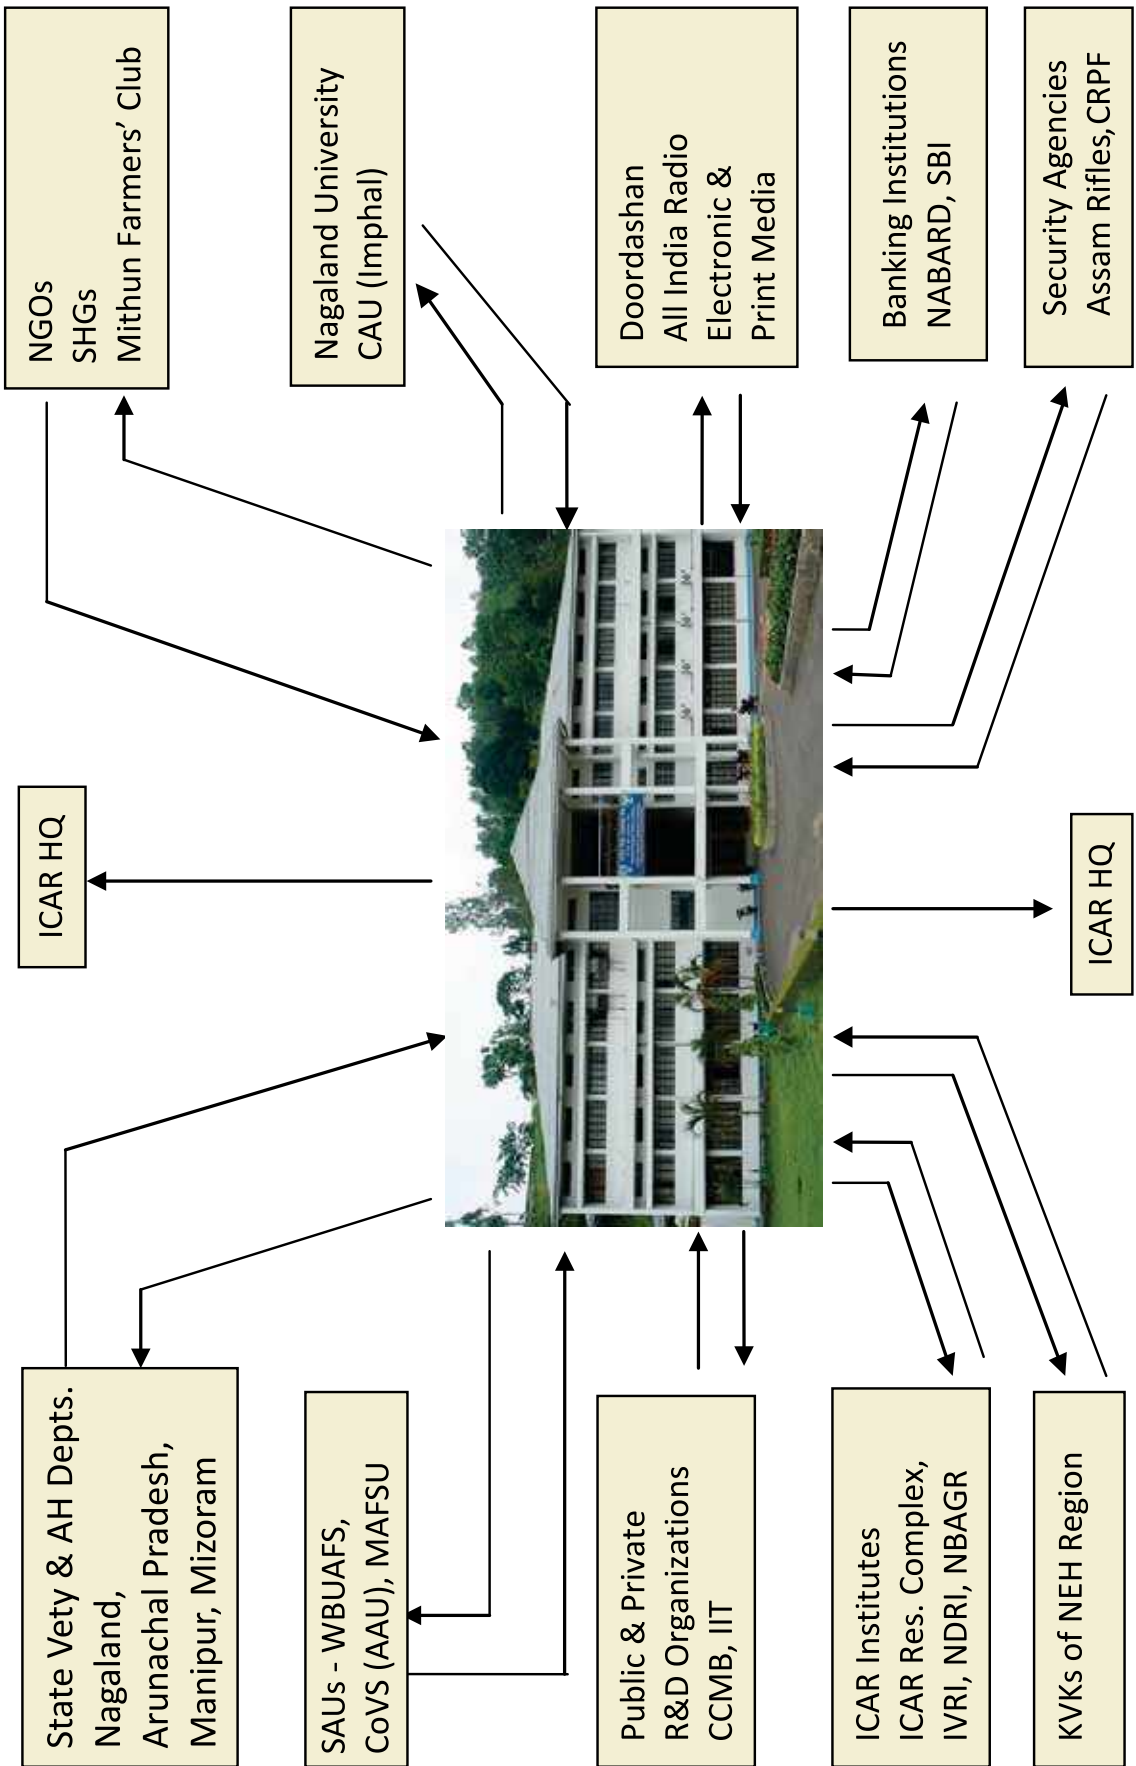 State Vety & AH Depts.
Nagaland,
Arunachal Pradesh,
Manipur, Mizoram
ICAR HQ
NGOs
SHGs
Mithun Farmers’ Club
SAUs - WBUAFS,
CoVS (AAU), MAFSU
Nagaland University
CAU (Imphal)
Public & Private
R&D Organizations
CCMB, IIT
Doordashan
All India Radio
Electronic &
Print Media
ICAR Institutes
ICAR Res. Complex,
IVRI, NDRI, NBAGR
Banking Institutions
NABARD, SBI
KVKs of NEH Region
ICAR HQ
Security Agencies
Assam Rifles, CRPF